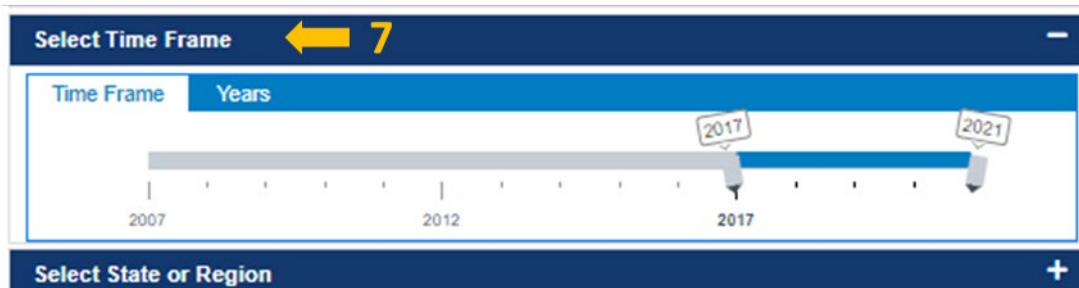 Select Time Frame 7 −
Time Frame Years
2017 2021
2007 2012 2017
Select State or Region +